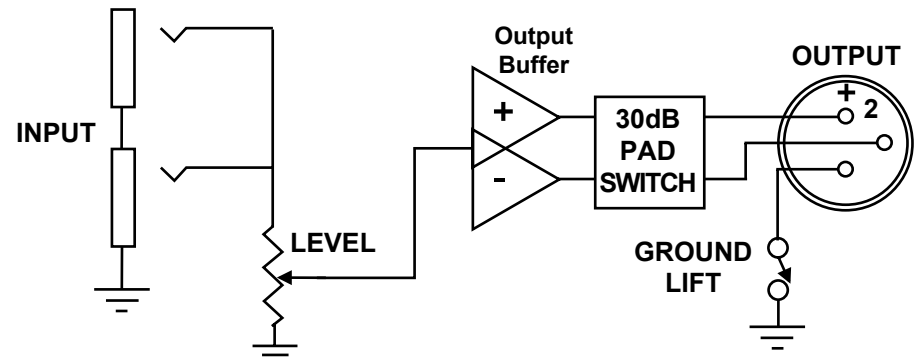 Output
Buffer
OUTPUT
+ 2
INPUT
+
30dB
PAD
SWITCH
-
LEVEL
GROUND
LIFT